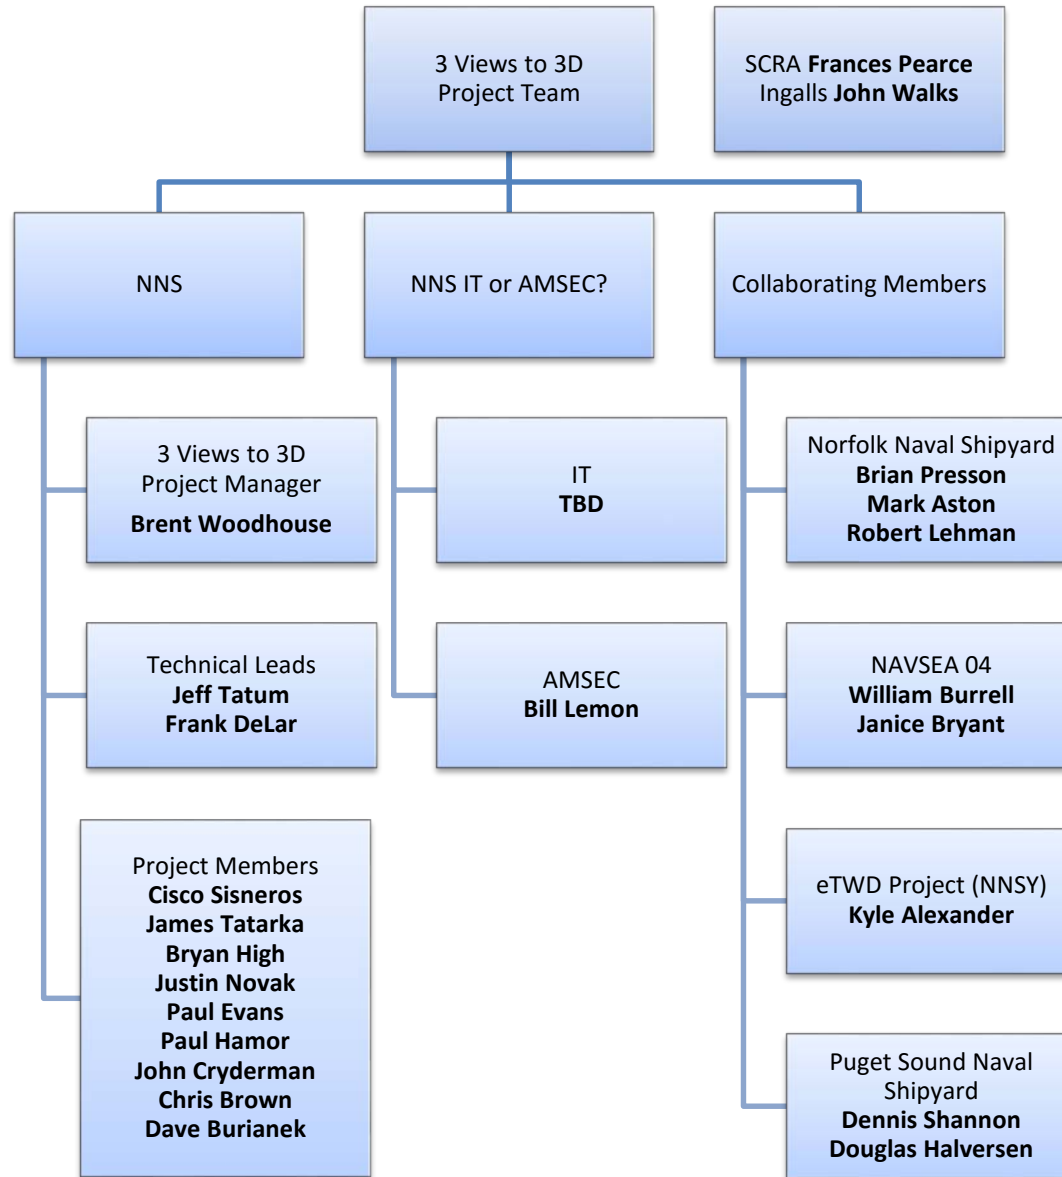 3 Views to 3D
Project Team
SCRA Frances Pearce
Ingalls John Walks
NNS
NNS IT or AMSEC?
Collaborating Members
3 Views to 3D
Project Manager
Brent Woodhouse
Technical Leads
Jeff Tatum
Frank DeLar
Project Members
Cisco Sisneros
James Tatarka
Bryan High
Justin Novak
Paul Evans
Paul Hamor
John Cryderman
Chris Brown
Dave Burianek
IT
TBD
AMSEC
Bill Lemon
Norfolk Naval Shipyard
Brian Presson
Mark Aston
Robert Lehman
NAVSEA 04
William Burrell
Janice Bryant
eTWD Project (NNSY)
Kyle Alexander
Puget Sound Naval
Shipyard
Dennis Shannon
Douglas Halversen